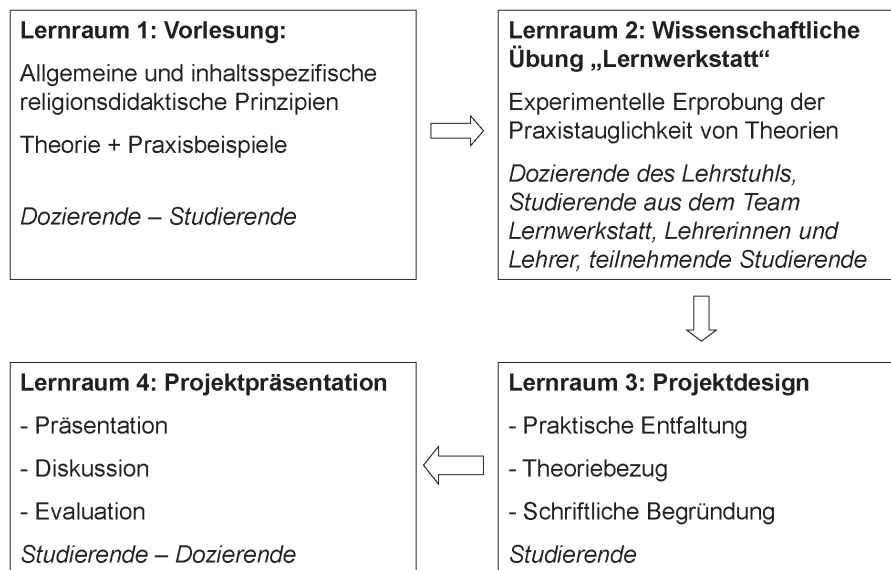 Lernraum 1: Vorlesung:
Allgemeine und inhaltsspezifische
religionsdidaktische Prinzipien
Theorie + Praxisbeispiele
Dozierende – Studierende
Lernraum 2: Wissenschaftliche
Übung „Lernwerkstatt“
Experimentelle Erprobung der
Praxistauglichkeit von Theorien
Dozierende des Lehrstuhls,
Studierende aus dem Team
Lernwerkstatt, Lehrerinnen und
Lehrer, teilnehmende Studierende
Lernraum 3: Projektdesign
- Praktische Entfaltung
- Theoriebezug
- Schriftliche Begründung
Studierende
Lernraum 4: Projektpräsentation
- Präsentation
- Diskussion
- Evaluation
Studierende – Dozierende